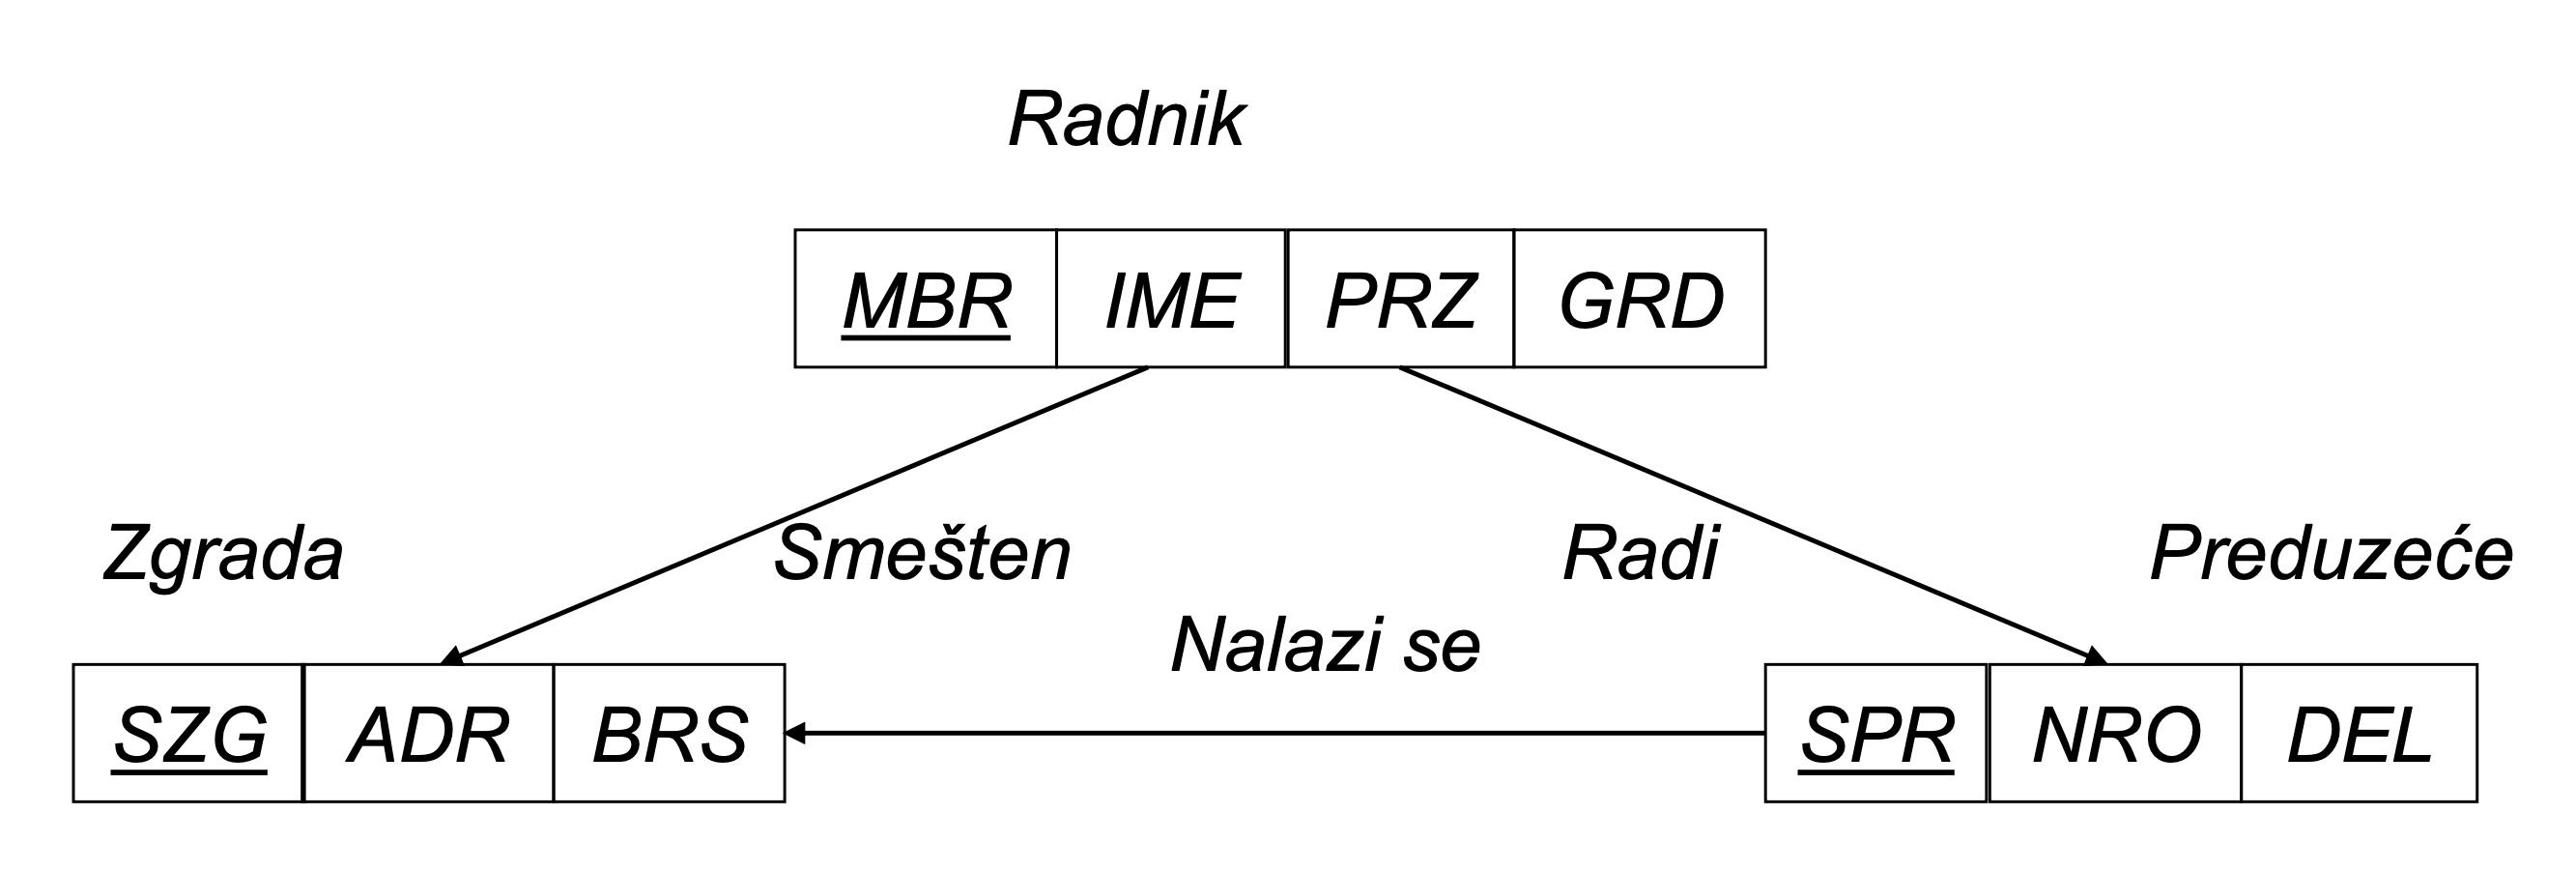 Radnik
MBR IME PRZ GRD
Zgrada Smešten Radi Preduzeće
Nalazi se
SZG ADR BRS SPR NRO DEL